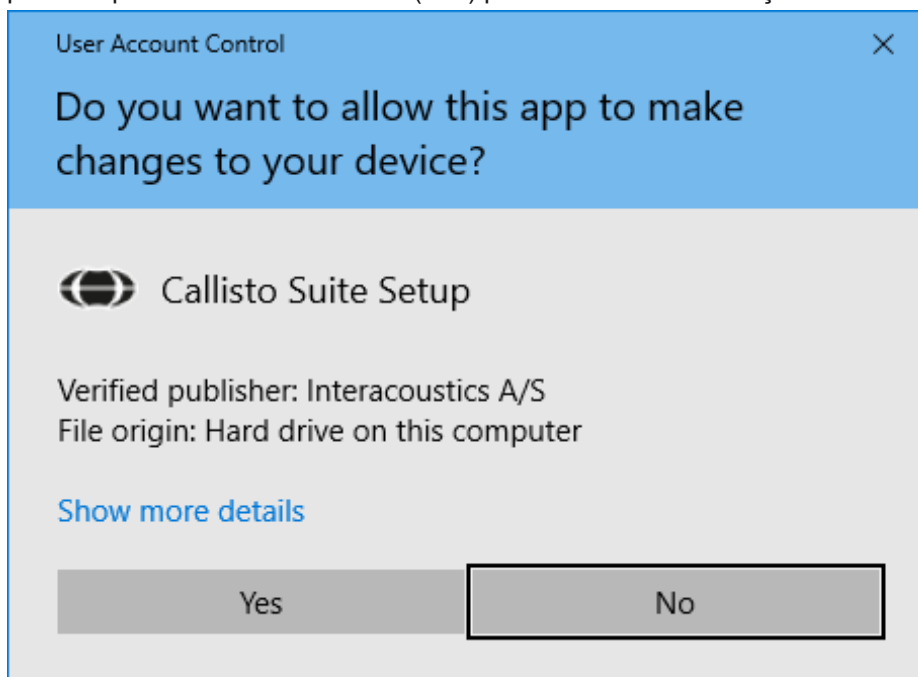 User Account Control
Do you want to allow this app to make
changes to your device?
Callisto Suite Setup
Verified publisher: Interacoustics A/S
File origin: Hard drive on this computer
Show more details
Yes
No